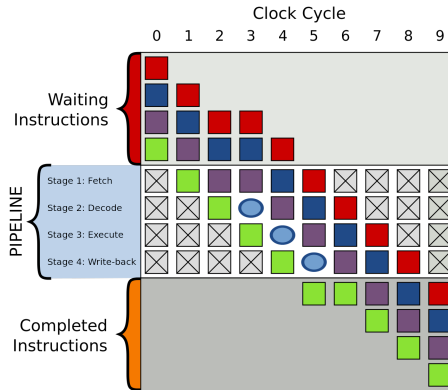 Clock Cycle
0 1 2 3 4 5 6 7 8 9
Waiting
Instructions
PIPELINE
Stage 1: Fetch
Stage 2: Decode
Stage 3: Execute
Stage 4: Write-back
Completed
Instructions